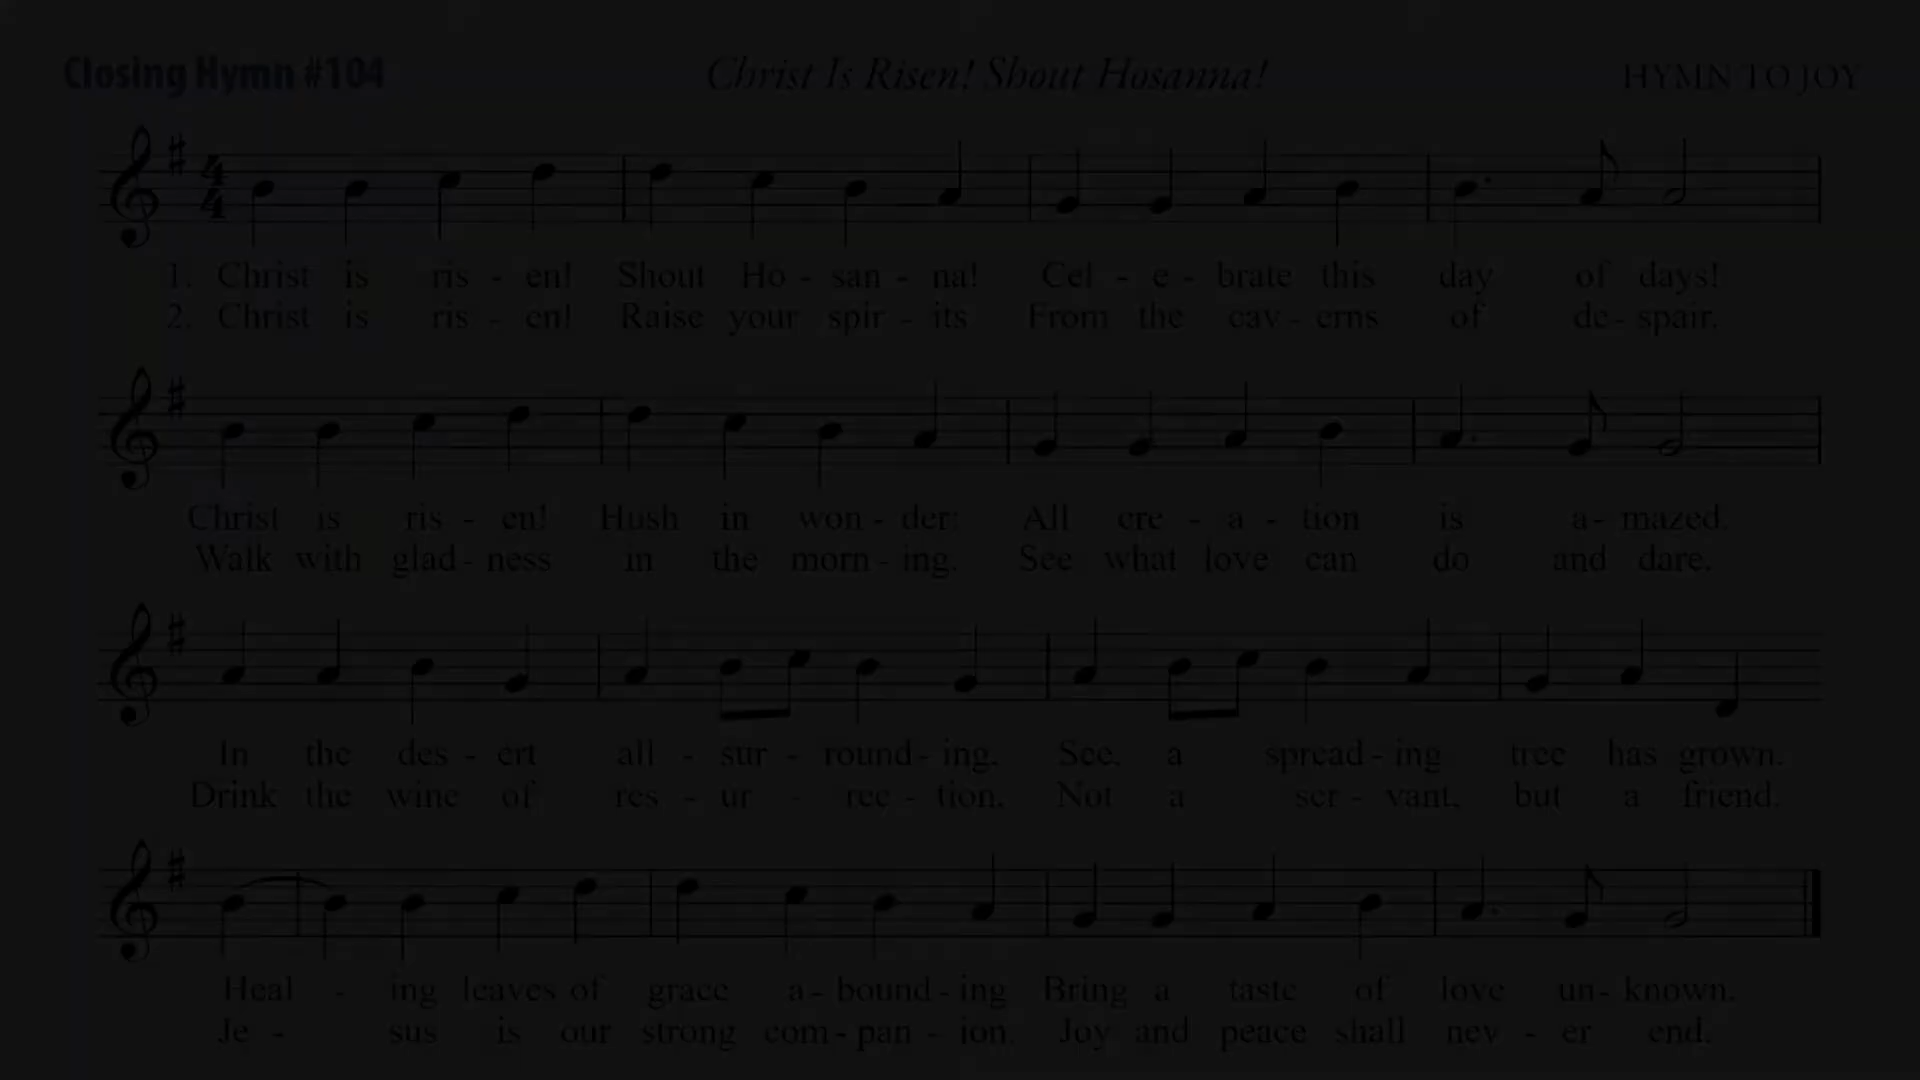 Closing Hymn #104 Christ Is Risen! Shout Hosanna! HYMN TO JOY
1. Christ is ris - en! Shout Ho - san - na! Cel - e - brate this day of days!
2. Christ is ris - en! Raise your spir - its From the cav - erns of de - spair.
Christ is ris - en! Hush in won - der: All cre - a - tion is a - mazed.
Walk with glad - ness in the morn - ing. See what love can do and dare.
In the des - ert all - sur - round - ing, See, a spread - ing tree has grown.
Drink the wine of res - ur - rec - tion, Not a ser - vant, but a friend.
Heal - ing leaves of grace a - bound - ing Bring a taste of love un - known.
Je - sus is our strong com - pan - ion. Joy and peace shall nev - er end.